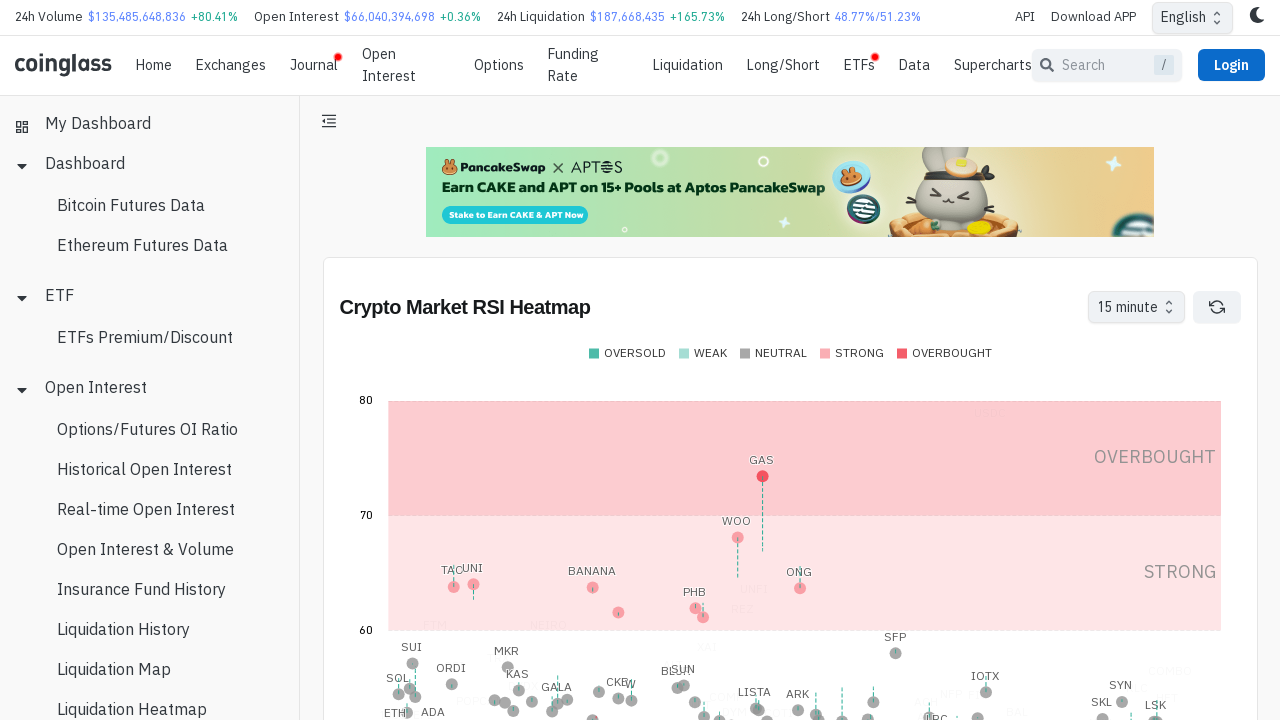 24h Volume $135,485,648,836 +80.41% Open Interest $66,040,394,698 +0.36% 24h Liquidation $187,668,435 +165.73% 24h Long/Short 48.77%/51.23% API Download APP English
coinglass Home Exchanges Journal Open Interest Options Funding Rate Liquidation Long/Short ETFs Data Supercharts Search / Login
My Dashboard
Dashboard
Bitcoin Futures Data
Ethereum Futures Data
ETF
ETFs Premium/Discount
Open Interest
Options/Futures OI Ratio
Historical Open Interest
Real-time Open Interest
Open Interest & Volume
Insurance Fund History
Liquidation History
Liquidation Map
Liquidation Heatmap
PancakeSwap × APTOS
Earn CAKE and APT on 15+ Pools at Aptos PancakeSwap
Stake to Earn CAKE & APT Now
Crypto Market RSI Heatmap
15 minute
OVERSOLD WEAK NEUTRAL STRONG OVERBOUGHT
80
OVERBOUGHT
GAS
70
WOO
TAO UNI BANANA ONG STRONG
PHB
60
SFP
SUI MKR
SOL ORDI KAS SUN IOTX
GALA CKB W LISTA ARK SYN
ETH ADA SKL LSK